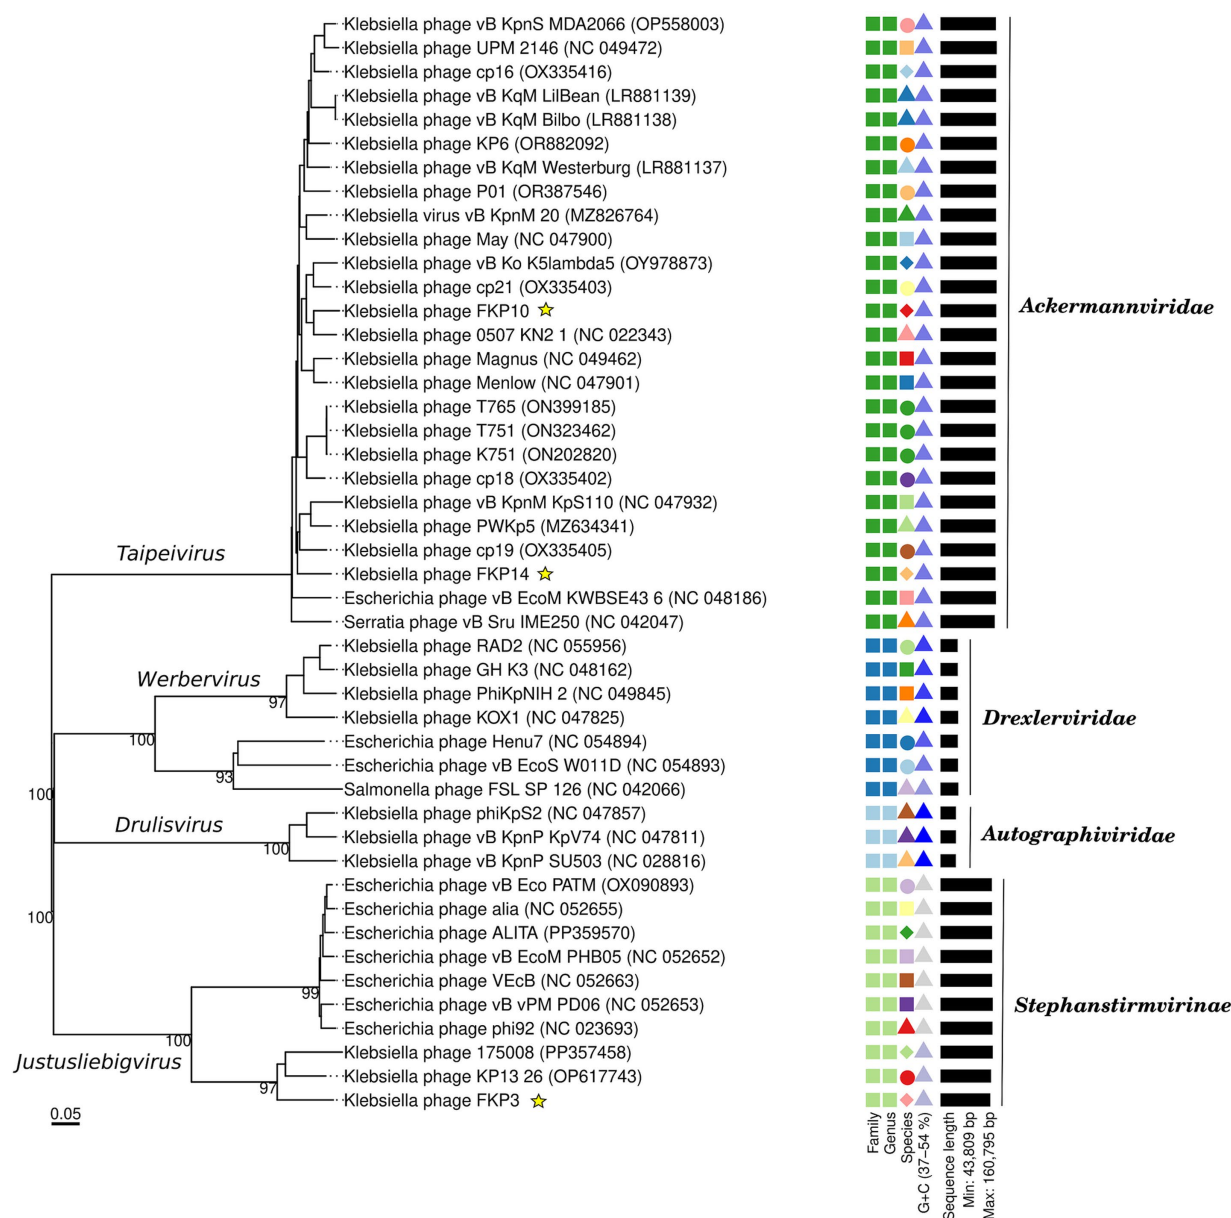 Klebsiella phage vB KpnS MDA2066 (OP558003)
Klebsiella phage UPM 2146 (NC 049472)
Klebsiella phage cp16 (OX335416)
Klebsiella phage vB KqM LilBean (LR881139)
Klebsiella phage vB KqM Bilbo (LR881138)
Klebsiella phage KP6 (OR882092)
Klebsiella phage vB KqM Westerburg (LR881137)
Klebsiella phage P01 (OR387546)
Klebsiella virus vB KpnM 20 (MZ826764)
Klebsiella phage May (NC 047900)
Klebsiella phage vB Ko K5lambda5 (OY978873)
Klebsiella phage cp21 (OX335403)
Klebsiella phage FKP10
Ackermannviridae
Klebsiella phage 0507 KN2 1 (NC 022343)
Klebsiella phage Magnus (NC 049462)
Klebsiella phage Menlow (NC 047901)
Klebsiella phage T765 (ON399185)
Klebsiella phage T751 (ON323462)
Klebsiella phage K751 (ON202820)
Klebsiella phage cp18 (OX335402)
Klebsiella phage vB KpnM KpS110 (NC 047932)
Klebsiella phage PWKp5 (MZ634341)
Klebsiella phage cp19 (OX335405)
Taipeivirus
Klebsiella phage FKP14
Escherichia phage vB EcoM KWBSE43 6 (NC 048186)
Serratia phage vB Sru IME250 (NC 042047)
Klebsiella phage RAD2 (NC 055956)
Klebsiella phage GH K3 (NC 048162)
Werbervirus
Klebsiella phage PhiKpNIH 2 (NC 049845)
97
Klebsiella phage KOX1 (NC 047825)
Drexlerviridae
100
Escherichia phage Henu7 (NC 054894)
Escherichia phage vB EcoS W011D (NC 054893)
93
Salmonella phage FSL SP 126 (NC 042066)
100
Klebsiella phage phiKpS2 (NC 047857)
Drulisvirus
Klebsiella phage vB KpnP KpV74 (NC 047811)
Autographiviridae
100
Klebsiella phage vB KpnP SU503 (NC 028816)
Escherichia phage vB Eco PATM (OX090893)
Escherichia phage alia (NC 052655)
100
Escherichia phage ALITA (PP359570)
Escherichia phage vB EcoM PHB05 (NC 052652)
Escherichia phage VEcB (NC 052663)
99
Escherichia phage vB vPM PD06 (NC 052653)
Stephanstirmvirinae
Escherichia phage phi92 (NC 023693)
100
Klebsiella phage 175008 (PP357458)
Justusliebigvirus
Klebsiella phage KP13 26 (OP617743)
97
Klebsiella phage FKP3
0.05
Family
Genus
Species
G+C (37–54 %)
Sequence length
Min: 43,809 bp
Max: 160,795 bp